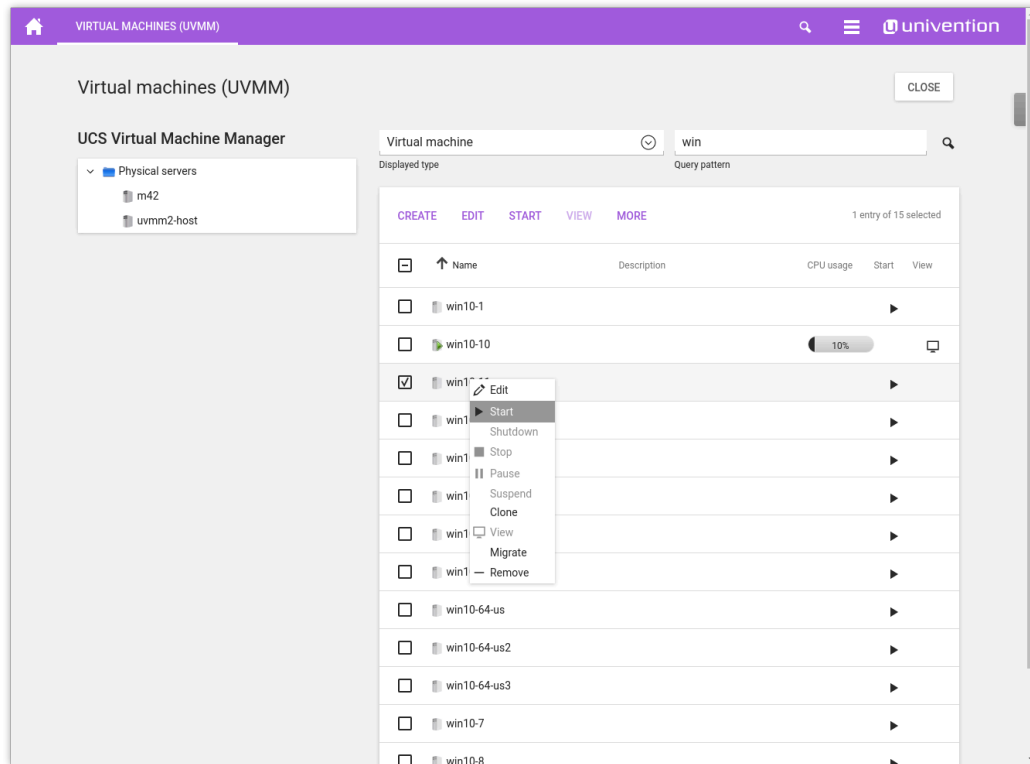 VIRTUAL MACHINES (UVMM)
univention
Virtual machines (UVMM)
CLOSE
UCS Virtual Machine Manager
Physical servers
m42
uvmm2-host
Virtual machine
Displayed type
win
Query pattern
CREATE EDIT START VIEW MORE
1 entry of 15 selected
Name Description CPU usage Start View
win10-1
win10-10 10%
Edit
Start
Shutdown
Stop
Pause
Suspend
Clone
View
Migrate
Remove
win10-64-us
win10-64-us2
win10-64-us3
win10-7
win10-8